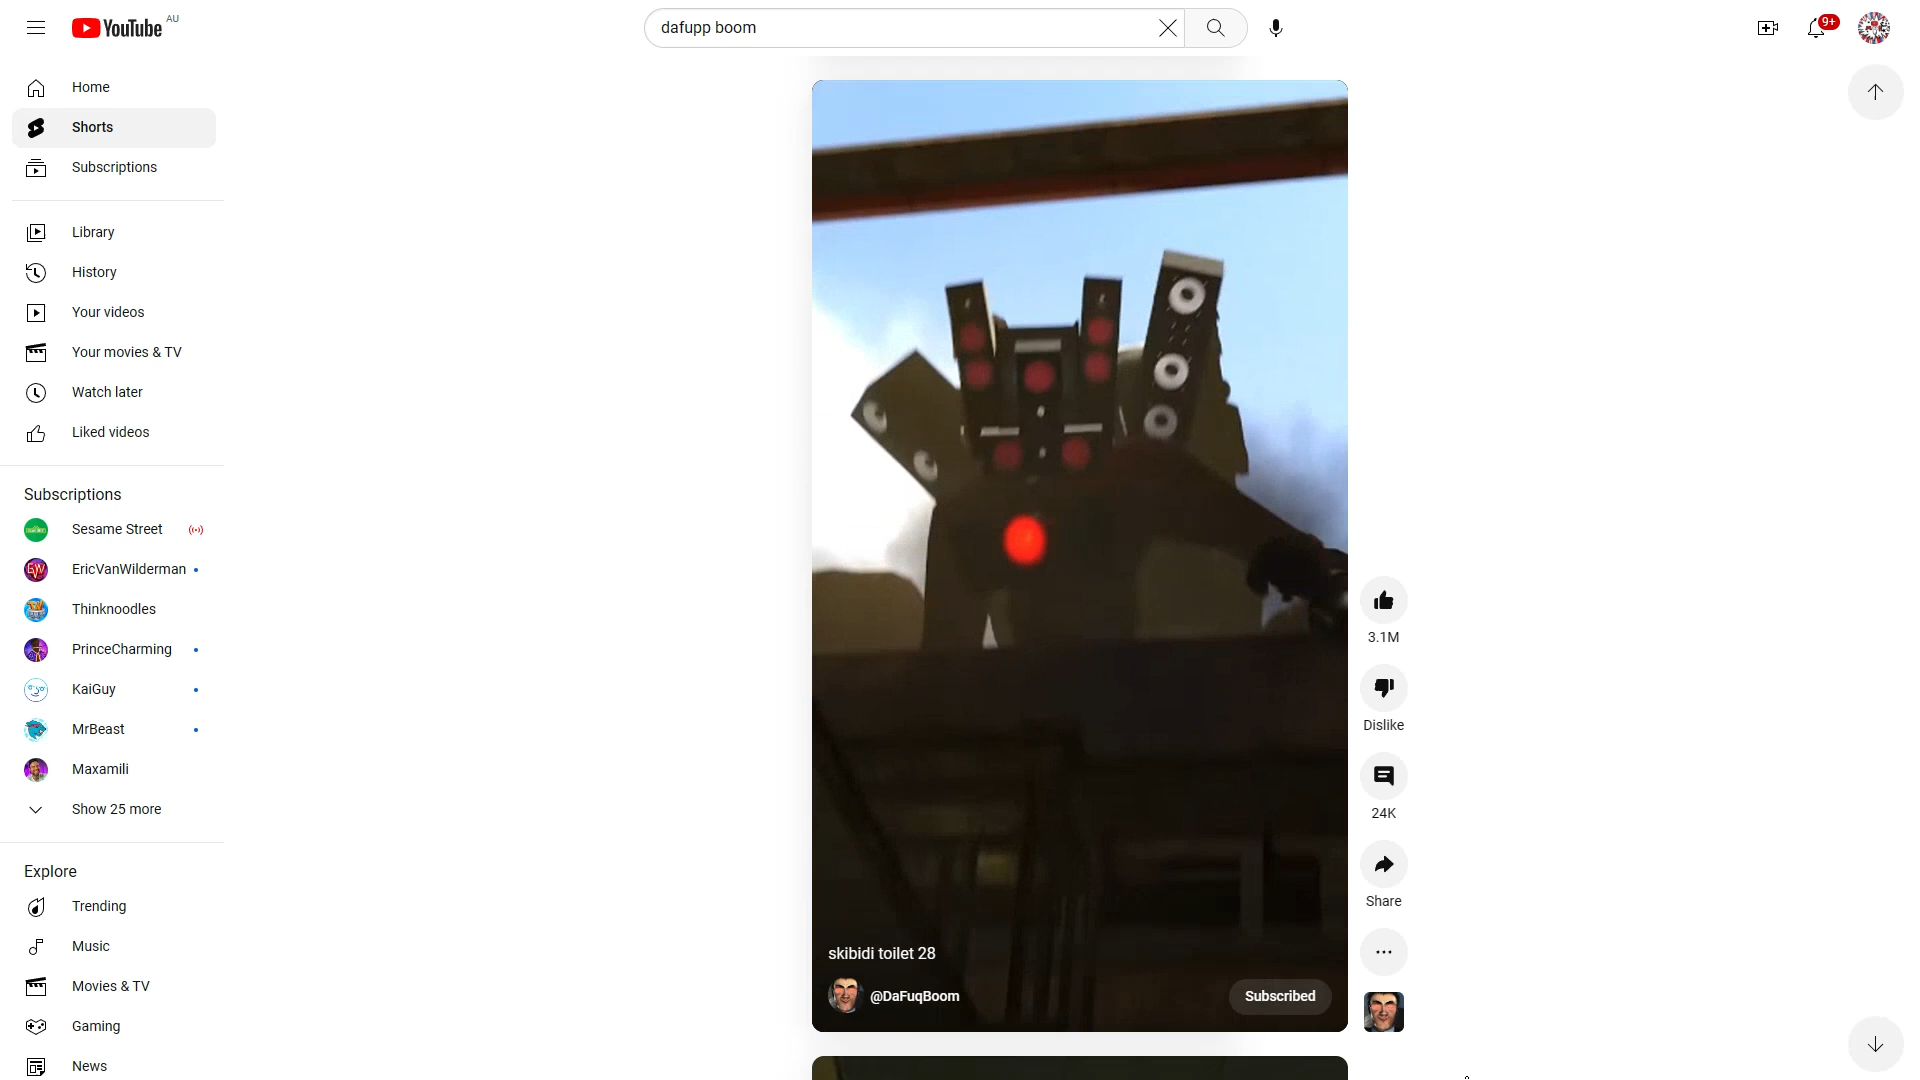 YouTube AU
dafupp boom
9+
Home
Shorts
Subscriptions
Library
History
Your videos
Your movies & TV
Watch later
Liked videos
Subscriptions
Sesame Street
EricVanWilderman
Thinknoodles
PrinceCharming
KaiGuy
MrBeast
Maxamili
Show 25 more
Explore
Trending
Music
Movies & TV
Gaming
News
skibidi toilet 28
@DaFuqBoom
Subscribed
3.1M
Dislike
24K
Share